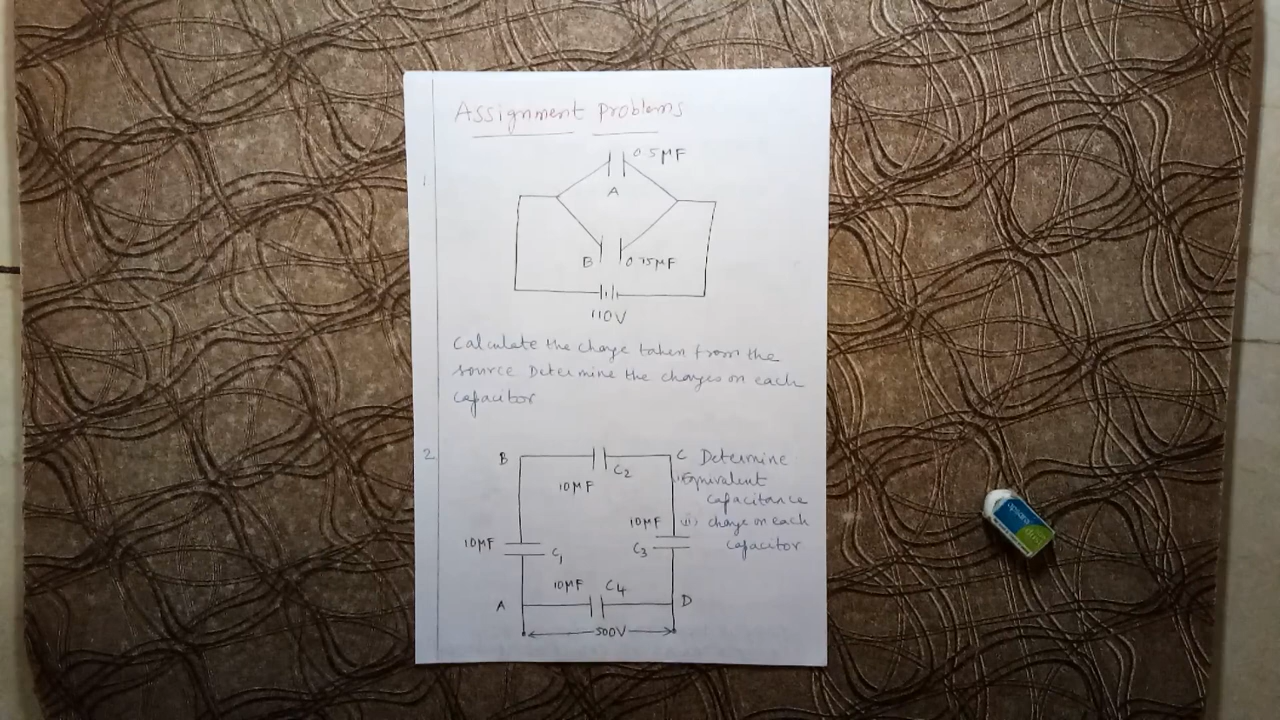 Assignment Problems
1
0.5μF
A
B
0.75μF
110V
Calculate the charge taken from the
source Determine the charges on each
capacitor
2
B
C2
C Determine
10μF
i) Equivalent
capacitance
10μF
(ii) charge on each
10μF
C1
C3
capacitor
10μF
C4
A
D
500V
apsara